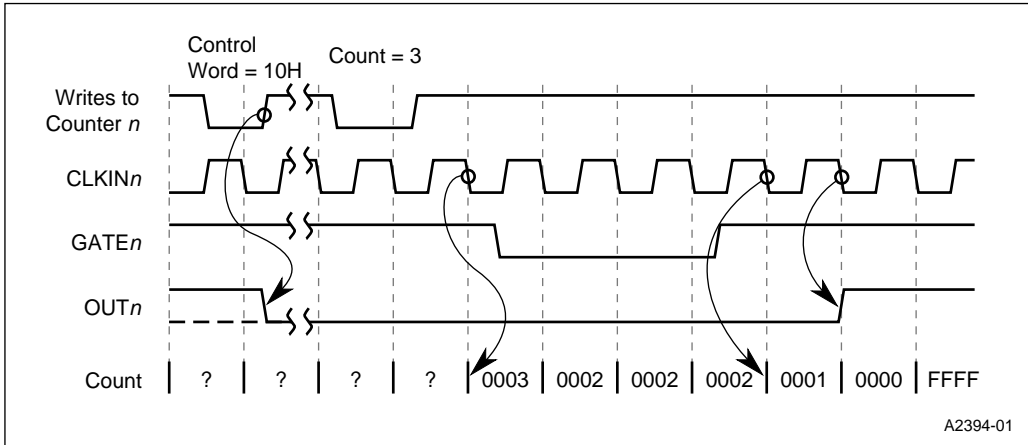 Control
Word = 10H
Count = 3
Writes to
Counter n
CLKINn
GATEn
OUTn
Count ? ? ? ? 0003 0002 0002 0002 0001 0000 FFFF
A2394-01